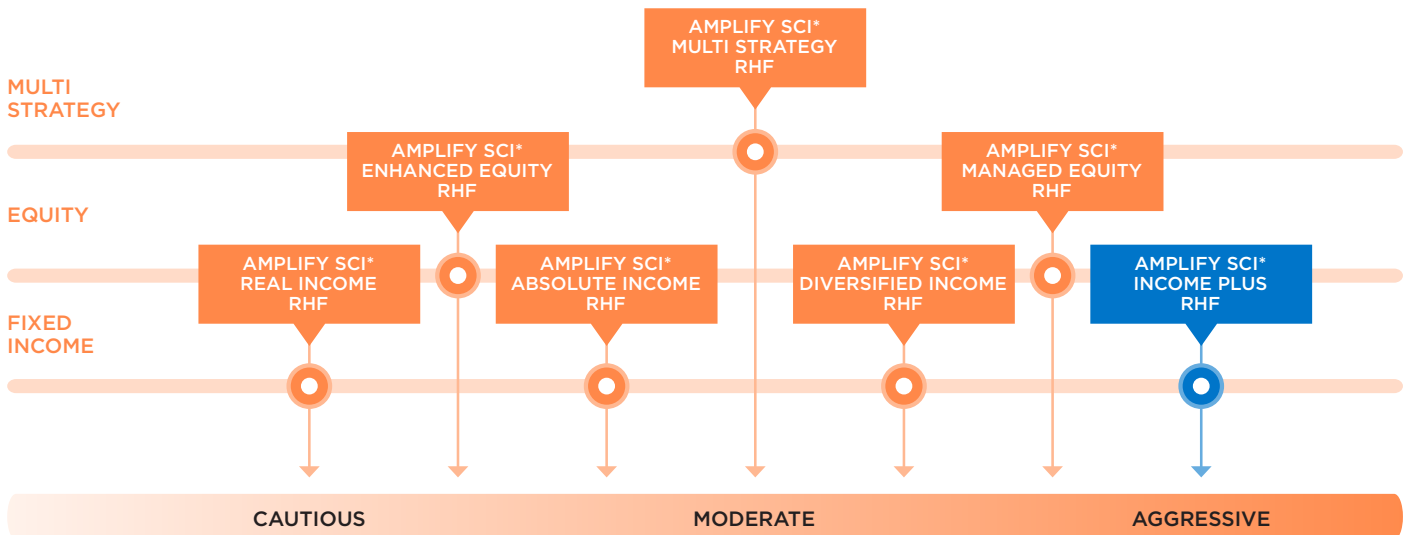 AMPLIFY SCI*
MULTI STRATEGY
RHF
MULTI
STRATEGY
AMPLIFY SCI*
ENHANCED EQUITY
RHF
AMPLIFY SCI*
MANAGED EQUITY
RHF
EQUITY
AMPLIFY SCI*
REAL INCOME
RHF
AMPLIFY SCI*
ABSOLUTE INCOME
RHF
AMPLIFY SCI*
DIVERSIFIED INCOME
RHF
AMPLIFY SCI*
INCOME PLUS
RHF
FIXED
INCOME
CAUTIOUS
MODERATE
AGGRESSIVE